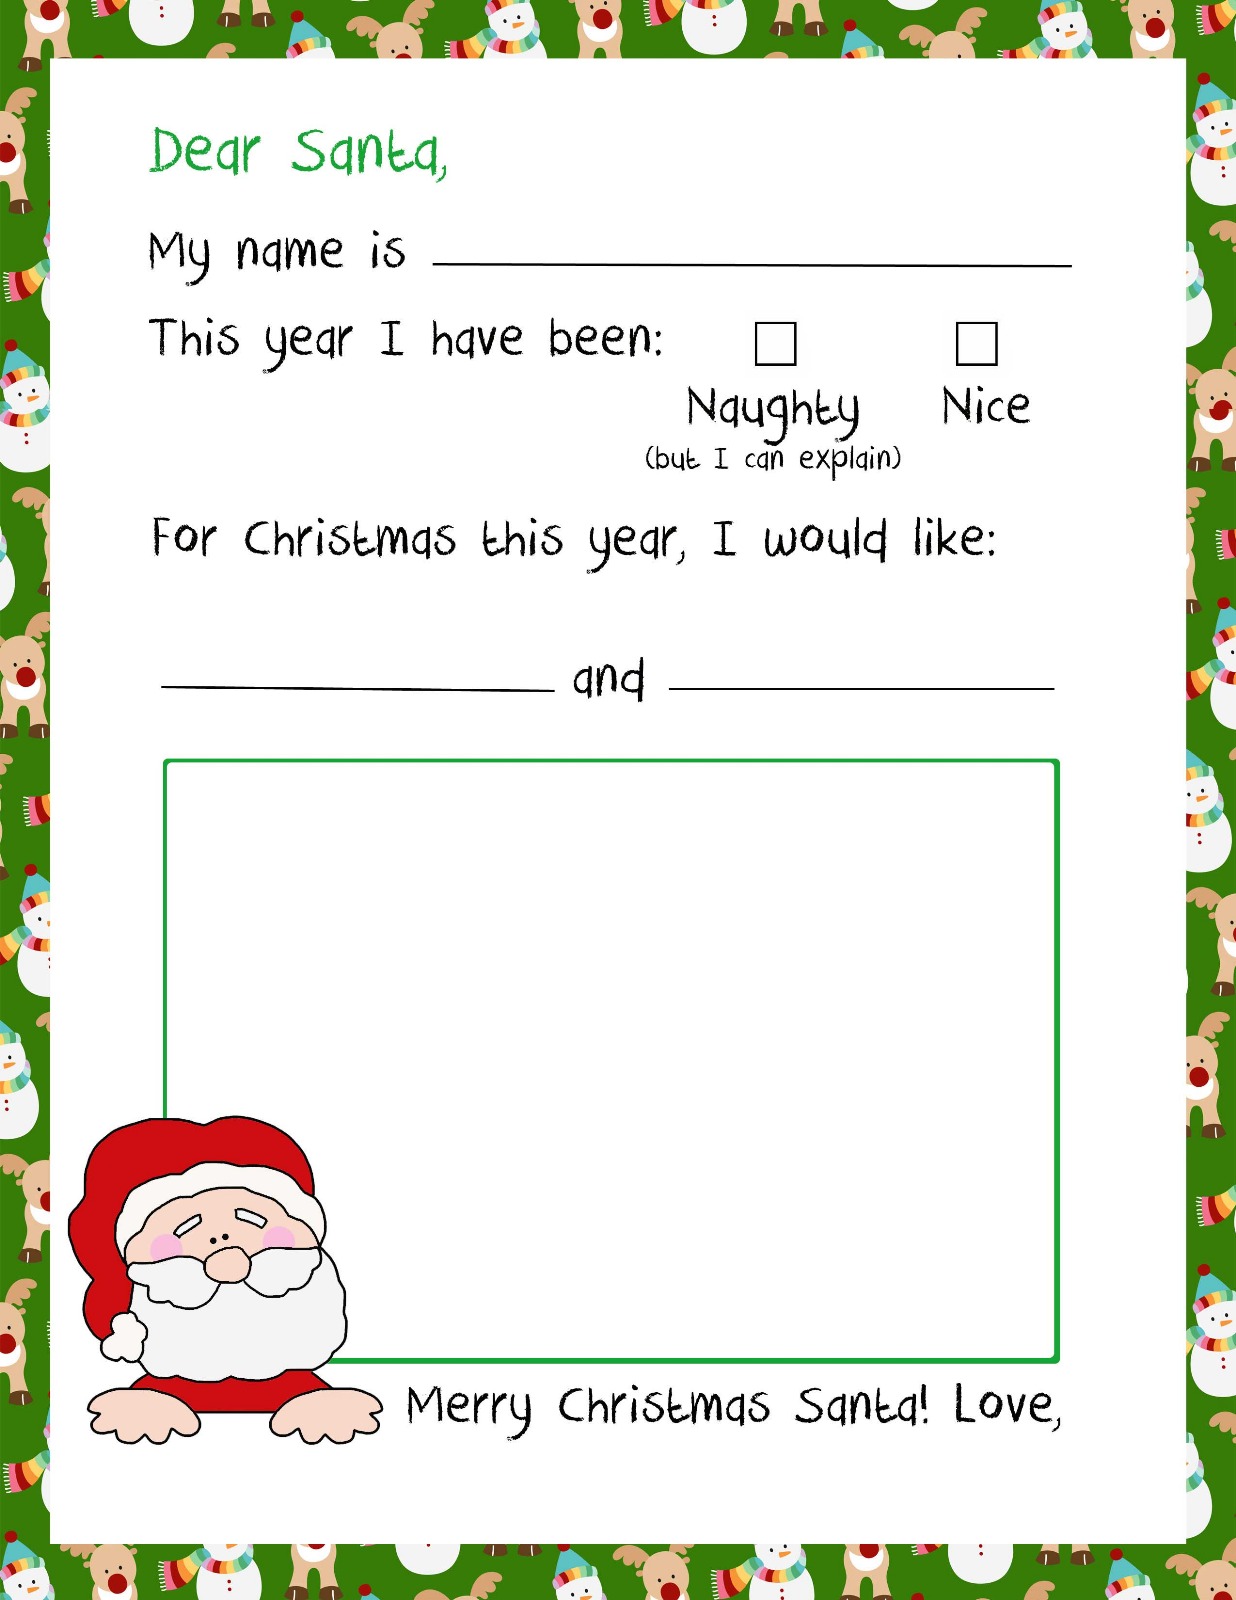 Dear Santa,
My name is
This year I have been:
Naughty Nice
(but I can explain)
For Christmas this year, I would like:
and
Merry Christmas Santa! Love,